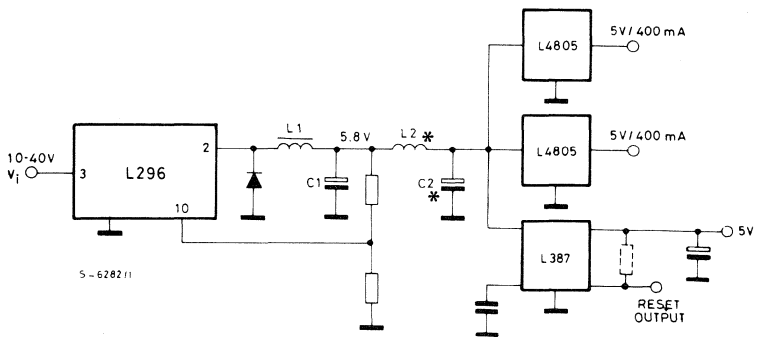 L4805
5V/400 mA
L1
5.8V
L2 *
10-40V
Vi
3
L296
2
10
C1
C2
*
L4805
5V/400 mA
L387
5V
RESET
OUTPUT
S-6282/1